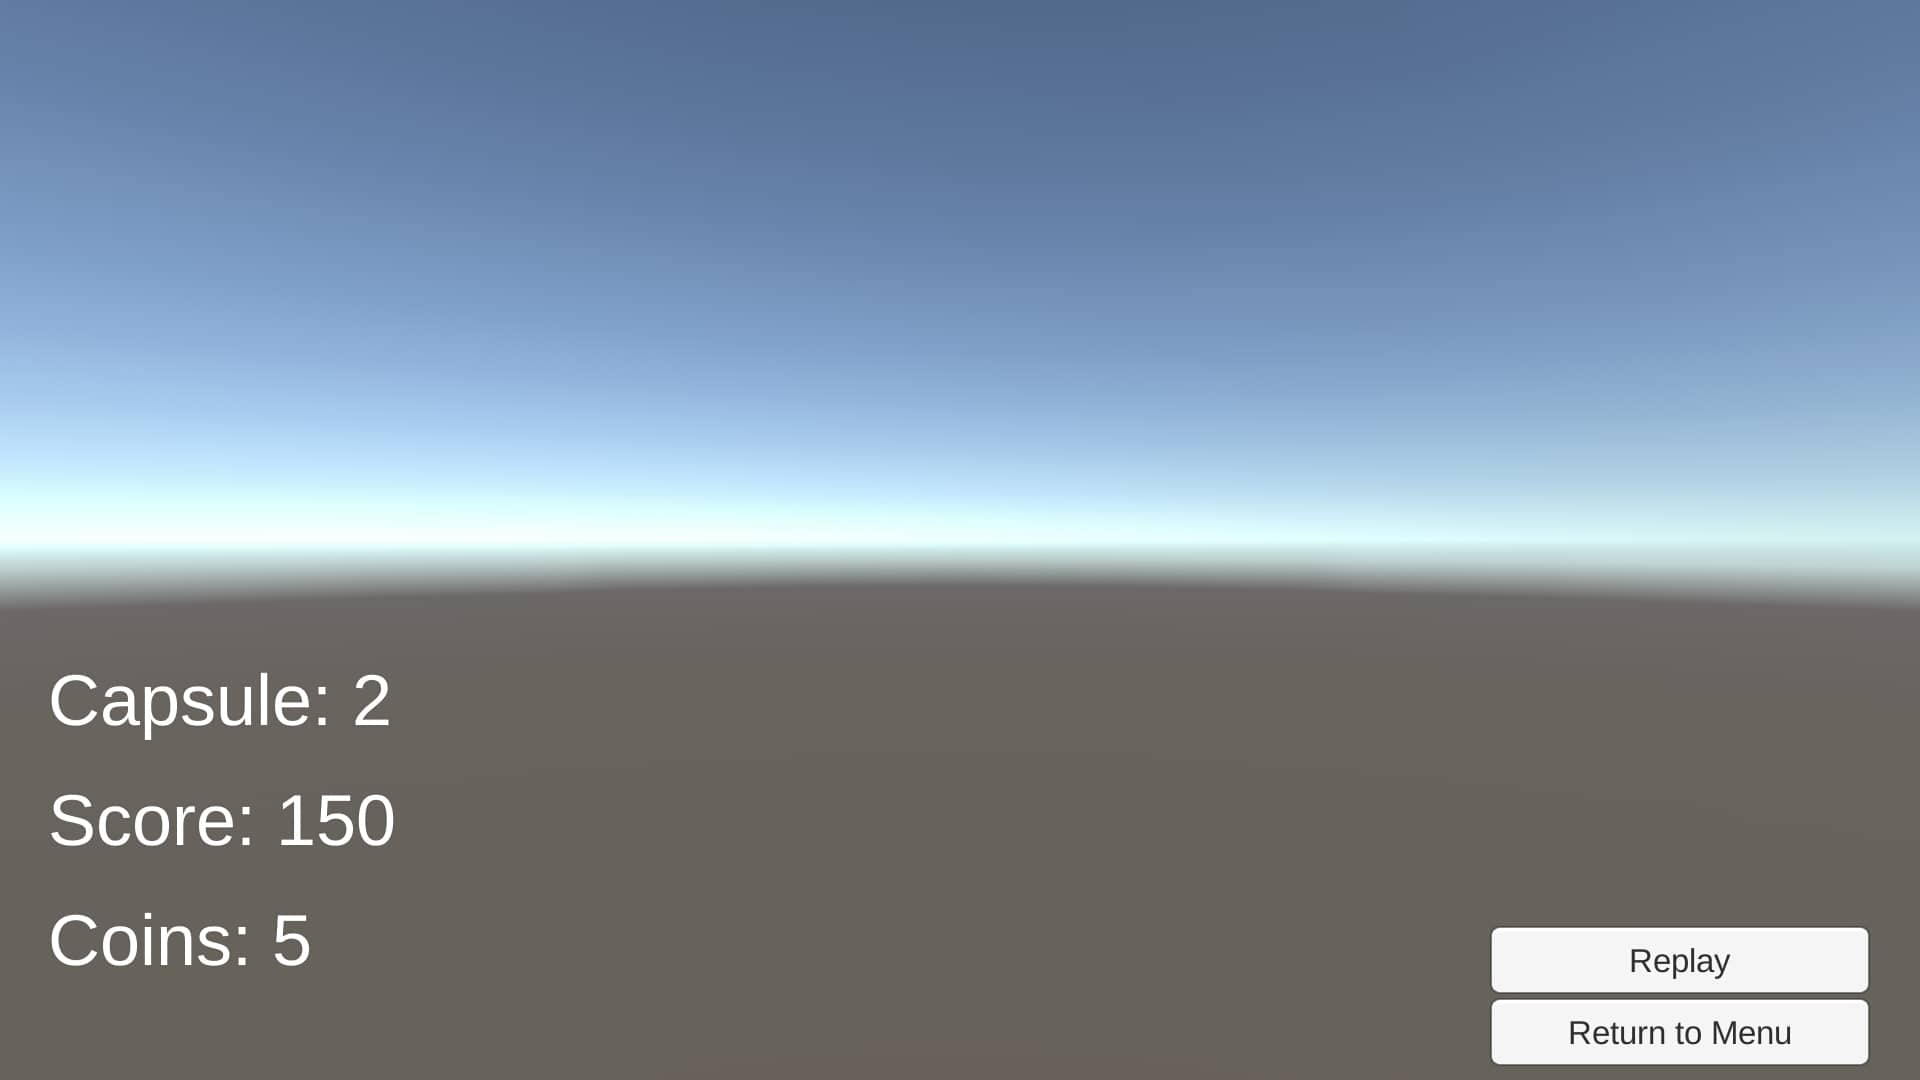 Capsule: 2
Score: 150
Coins: 5
Replay
Return to Menu